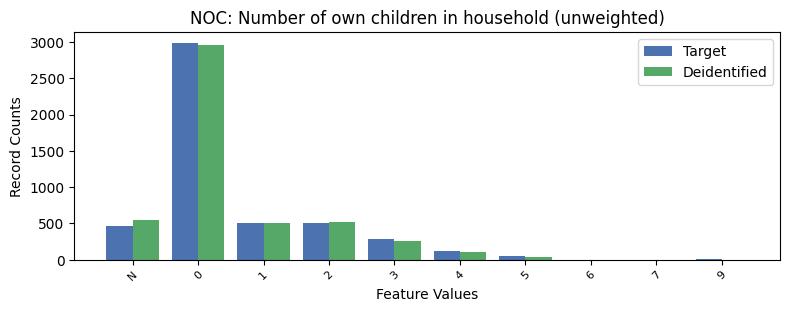 NOC: Number of own children in household (unweighted)
Target
Deidentified
Record Counts
3000
2500
2000
1500
1000
500
0
N 0 1 2 3 4 5 6 7 9
Feature Values